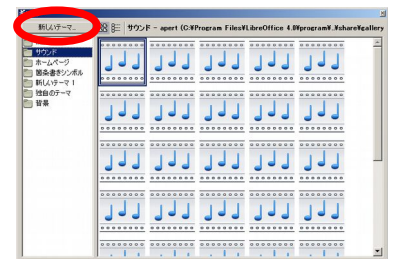 新しいテーマ...
サウンド - apert (C:¥Program Files¥LibreOffice 4.0¥program¥..¥share¥gallery
サウンド
ホームページ
箇条書きシンボル
新しいテーマ 1
独自のテーマ
背景